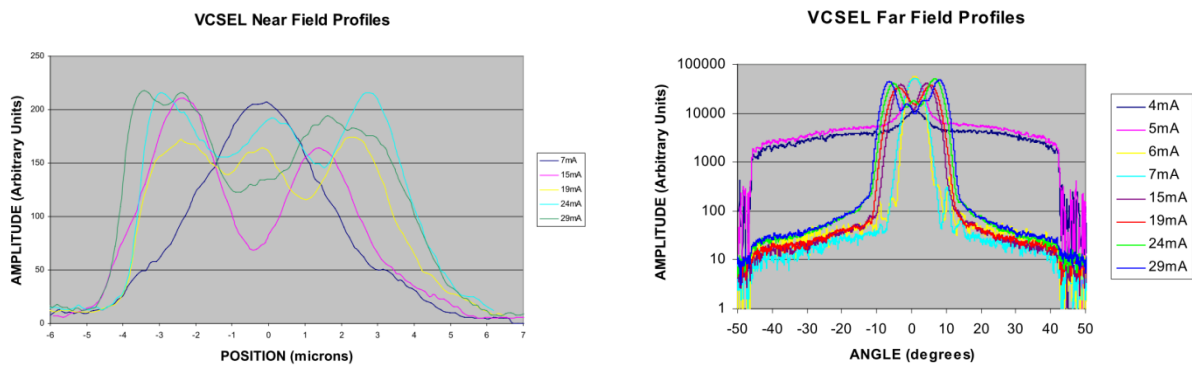 VCSEL Near Field Profiles
AMPLITUDE (Arbitrary Units)
250
200
150
100
50
0
-6 -5 -4 -3 -2 -1 0 1 2 3 4 5 6 7
POSITION (microns)
7mA
15mA
19mA
24mA
29mA
VCSEL Far Field Profiles
AMPLITUDE (Arbitrary Units)
100000
10000
1000
100
10
1
-50 -40 -30 -20 -10 0 10 20 30 40 50
ANGLE (degrees)
4mA
5mA
6mA
7mA
15mA
19mA
24mA
29mA